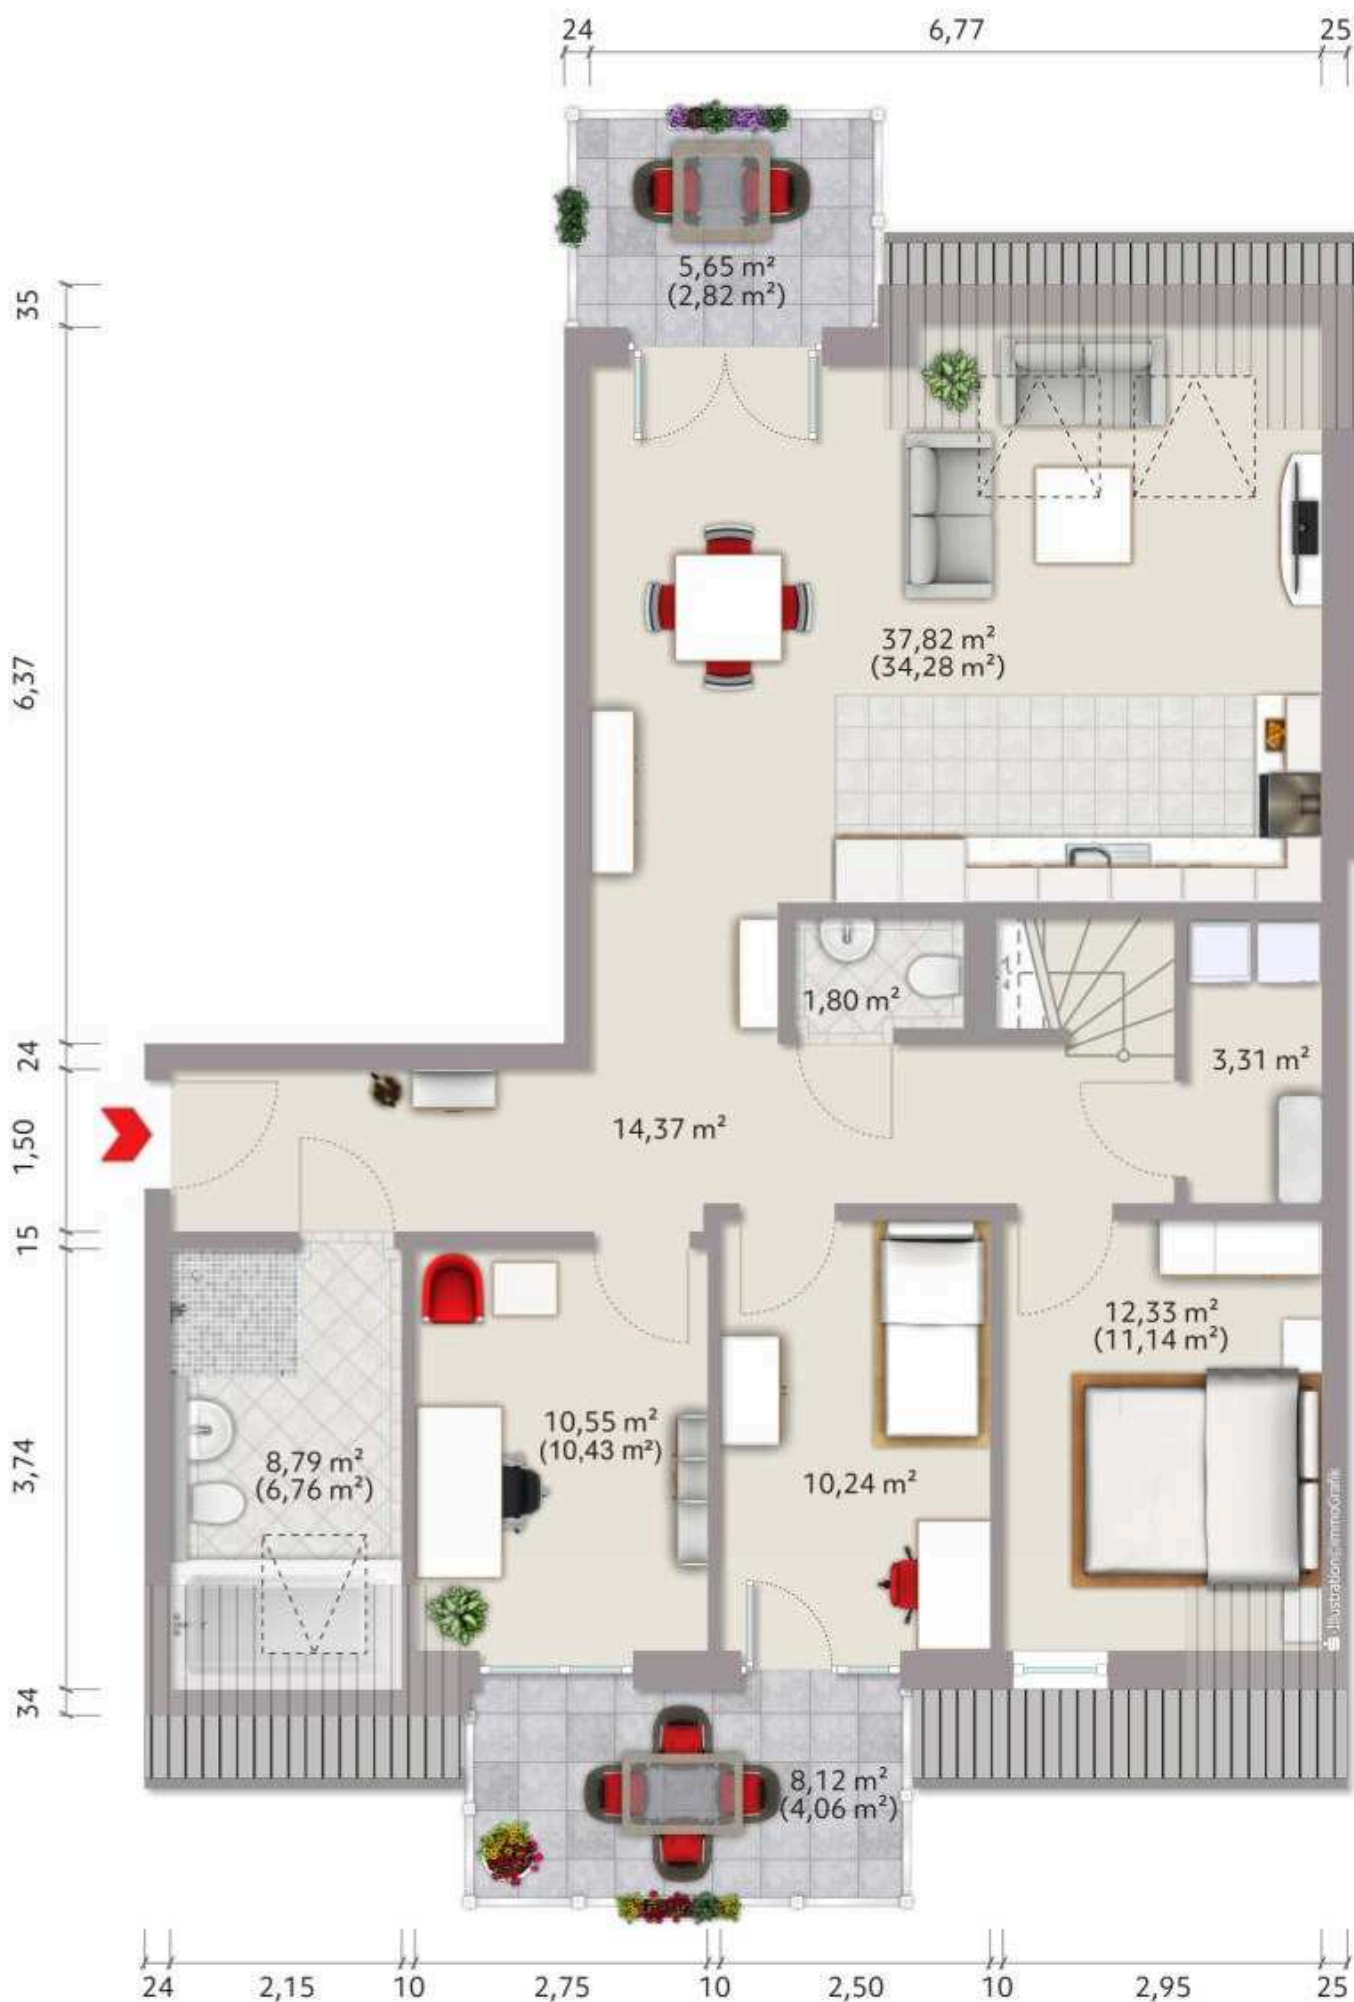 24
6,77
25
5,65 m²
(2,82 m²)
35
6,37
37,82 m²
(34,28 m²)
1,80 m²
3,31 m²
24
1,50
14,37 m²
15
12,33 m²
(11,14 m²)
10,55 m²
(10,43 m²)
3,74
8,79 m²
(6,76 m²)
10,24 m²
Illustration©immoGrafik
34
8,12 m²
(4,06 m²)
24
2,15
10
2,75
10
2,50
10
2,95
25